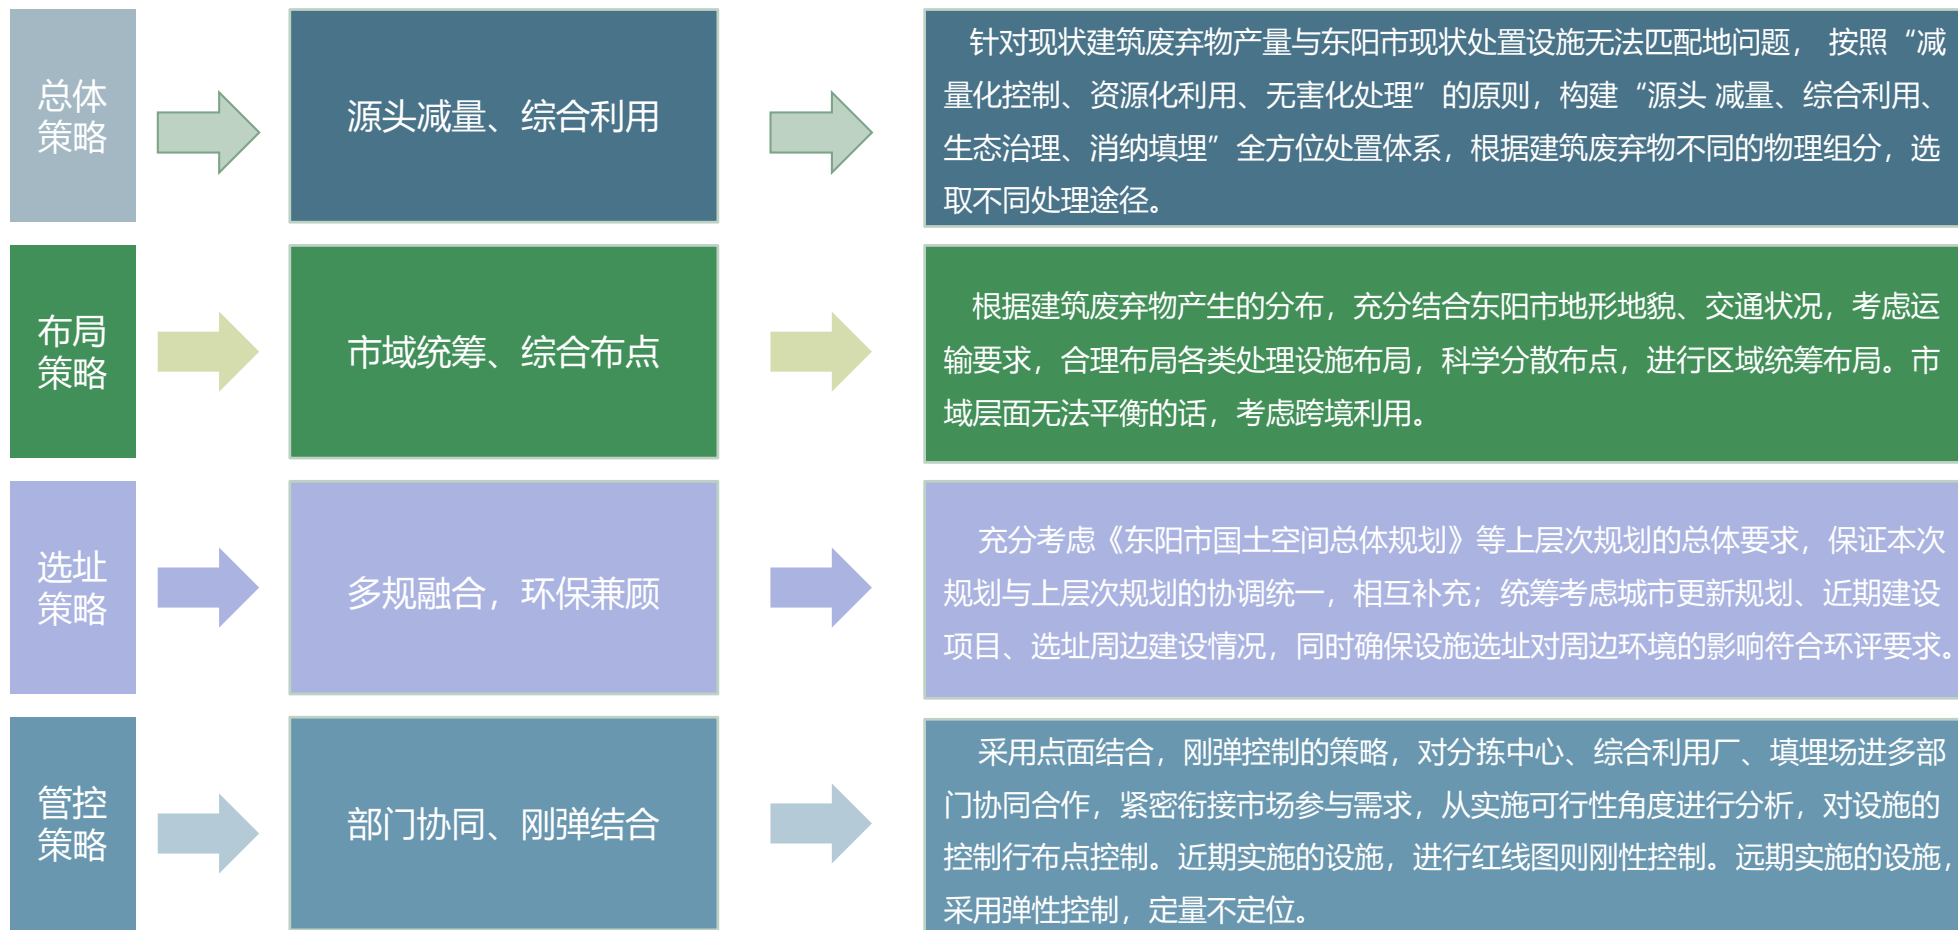 总体
策略
源头减量、综合利用
针对现状建筑废弃物产量与东阳市现状处置设施无法匹配地问题， 按照“减
量化控制、资源化利用、无害化处理”的原则，构建“源头 减量、综合利用、
生态治理、消纳填埋”全方位处置体系，根据建筑废弃物不同的物理组分，选
取不同处理途径。
布局
策略
市域统筹、综合布点
根据建筑废弃物产生的分布，充分结合东阳市地形地貌、交通状况，考虑运
输要求，合理布局各类处理设施布局，科学分散布点，进行区域统筹布局。市
域层面无法平衡的话，考虑跨境利用。
选址
策略
多规融合，环保兼顾
充分考虑《东阳市国土空间总体规划》等上层次规划的总体要求，保证本次
规划与上层次规划的协调统一，相互补充；统筹考虑城市更新规划、近期建设
项目、选址周边建设情况，同时确保设施选址对周边环境的影响符合环评要求。
管控
策略
部门协同、刚弹结合
采用点面结合，刚弹控制的策略，对分拣中心、综合利用厂、填埋场进多部
门协同合作，紧密衔接市场参与需求，从实施可行性角度进行分析，对设施的
控制行布点控制。近期实施的设施，进行红线图则刚性控制。远期实施的设施，
采用弹性控制，定量不定位。